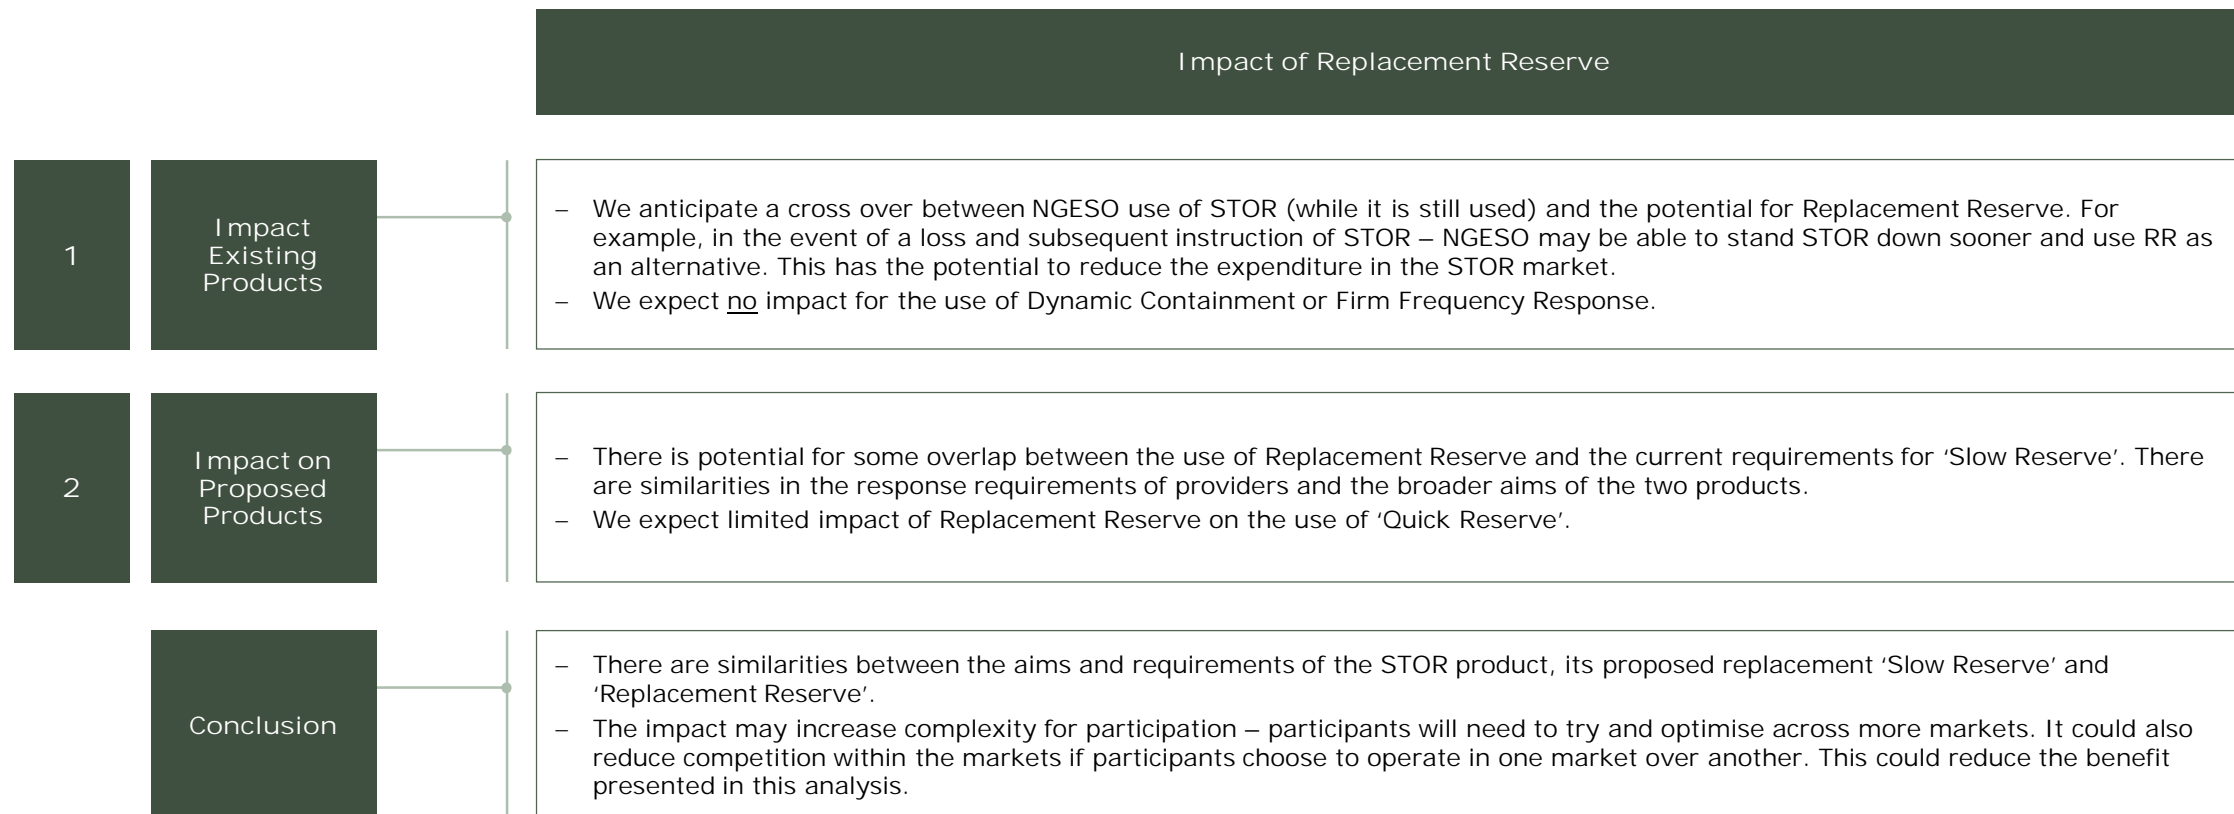 Impact of Replacement Reserve
1
Impact
Existing
Products
– We anticipate a cross over between NGESO use of STOR (while it is still used) and the potential for Replacement Reserve. For
example, in the event of a loss and subsequent instruction of STOR – NGESO may be able to stand STOR down sooner and use RR as
an alternative. This has the potential to reduce the expenditure in the STOR market.
– We expect no impact for the use of Dynamic Containment or Firm Frequency Response.
2
Impact on
Proposed
Products
– There is potential for some overlap between the use of Replacement Reserve and the current requirements for ‘Slow Reserve’. There
are similarities in the response requirements of providers and the broader aims of the two products.
– We expect limited impact of Replacement Reserve on the use of ‘Quick Reserve’.
Conclusion
– There are similarities between the aims and requirements of the STOR product, its proposed replacement ‘Slow Reserve’ and
‘Replacement Reserve’.
– The impact may increase complexity for participation – participants will need to try and optimise across more markets. It could also
reduce competition within the markets if participants choose to operate in one market over another. This could reduce the benefit
presented in this analysis.